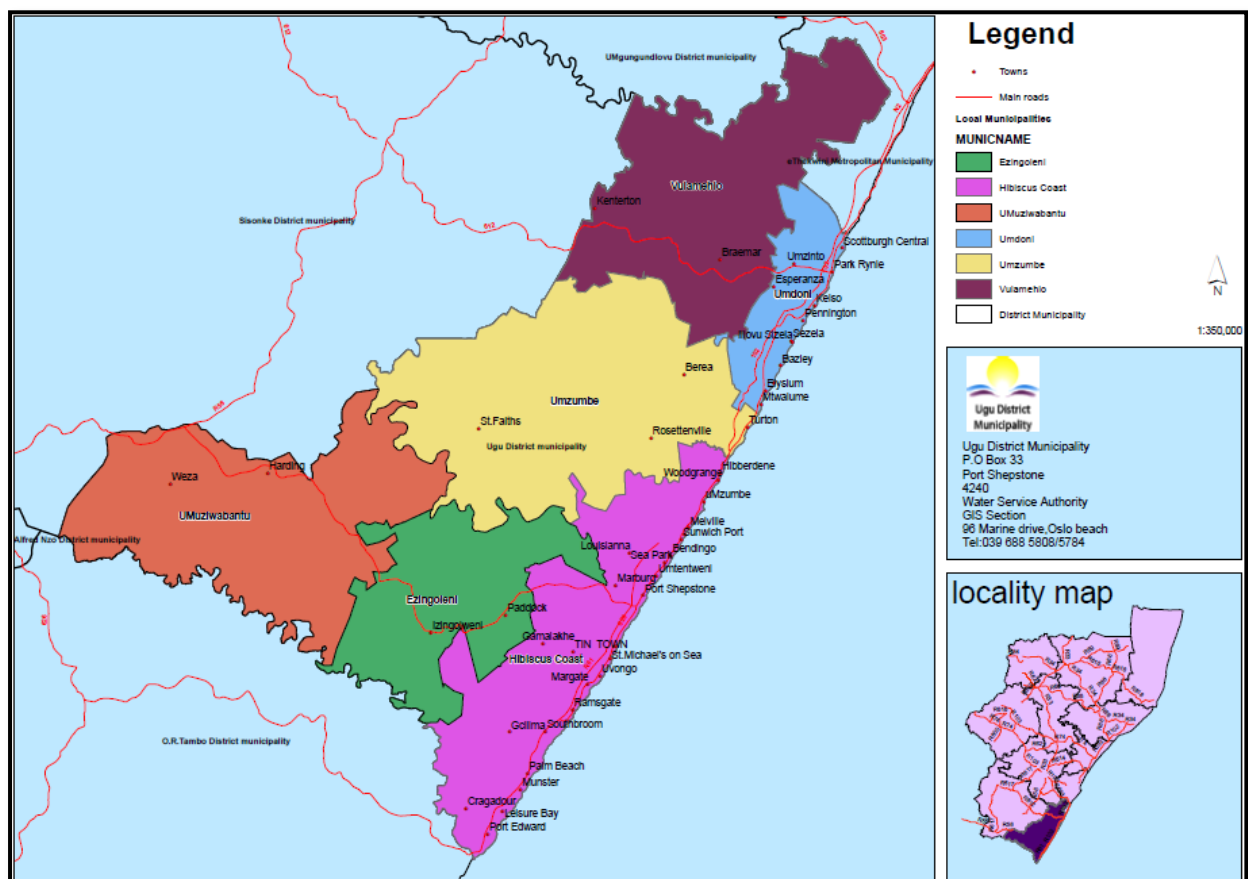 UMgungundlovu District municipality
eThekwini Metropolitan Municipality
Vulamehlo
Kenterton
Sisonke District municipality
612
Braemar
Scottburgh Central
Umzinto
Park Rynie
Esperanza
Umdoni
Kelso
Pennington
Sezela
Bazley
Berea
Elysium
Mtwalume
Umzumbe
Turton
St.Faiths
Rosettenville
Ugu District municipality
Hibberdene
Woodgrange
Harding
Weza
uMzumbe
UMuziwabantu
Melville
Sunwich Port
Alfred Nzo District municipality
Louisianna
Sea Park
Bendingo
Umtentweni
Marburg
Port Shepstone
Ezingoleni
Paddock
Izingolweni
Gamalakhe
TIN TOWN
Hibiscus Coast
St.Michael's on Sea
Uvongo
Margate
Ramsgate
Southbroom
O.R.Tambo District municipality
Palm Beach
Munster
Cragadour
Leisure Bay
Port Edward
Legend
Towns
Main roads
Local Municipalities
MUNICNAME
Ezingoleni
Hibiscus Coast
UMuziwabantu
Umdoni
Umzumbe
Vulamehlo
District Municipality
N
1:350,000
Ugu District
Municipality
Ugu District Municipality
P.O Box 33
Port Shepstone
4240
Water Service Authority
GIS Section
96 Marine drive,Oslo beach
Tel:039 688 5808/5784
locality map